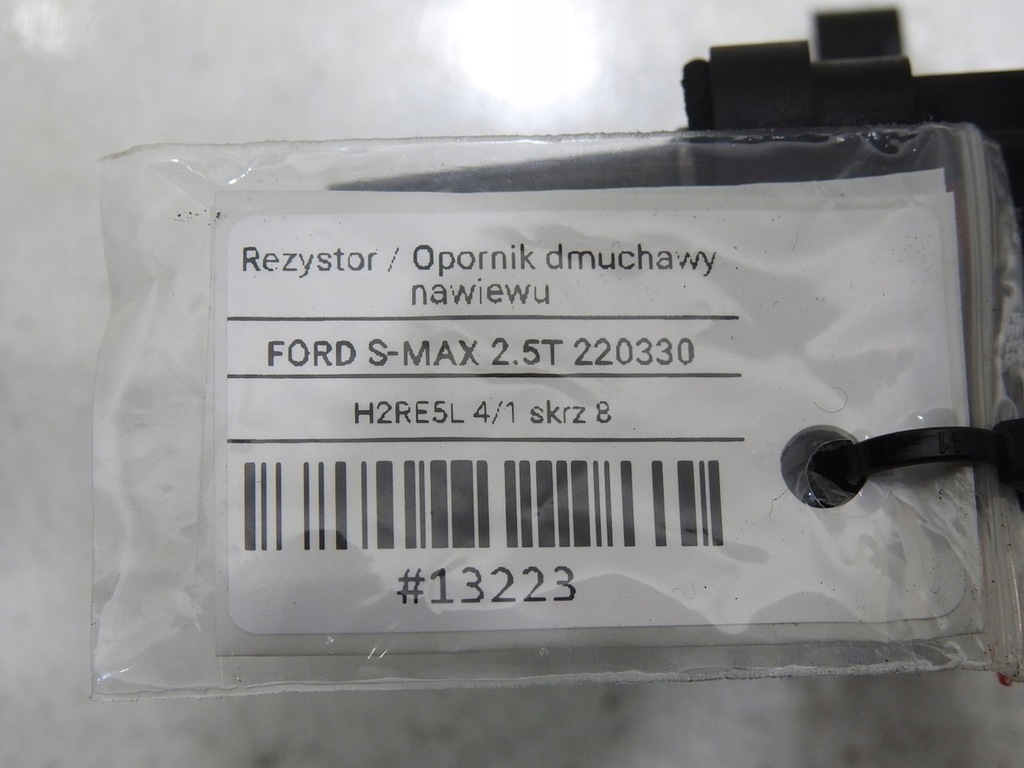 Rezystor / Opornik dmuchawy
nawiewu
FORD S-MAX 2.5T 220330
H2RE5L 4/1 skrz 8
#13223